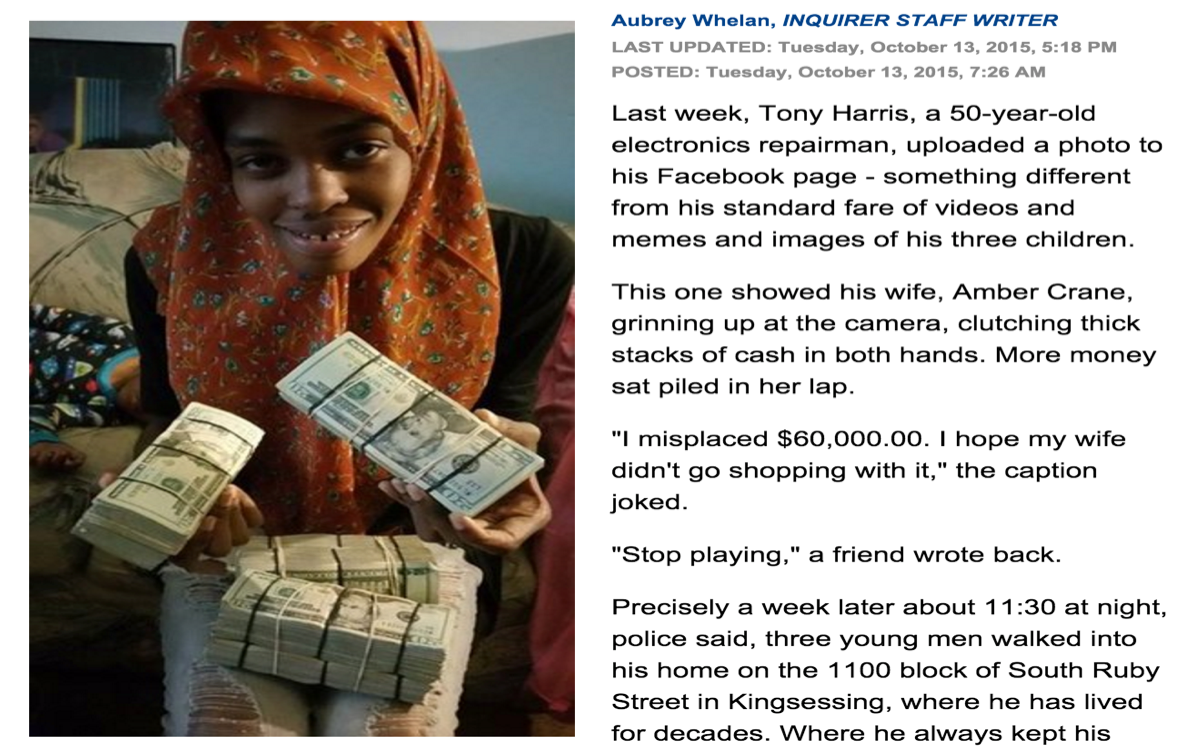 Aubrey Whelan, INQUIRER STAFF WRITER
LAST UPDATED: Tuesday, October 13, 2015, 5:18 PM
POSTED: Tuesday, October 13, 2015, 7:26 AM
Last week, Tony Harris, a 50-year-old
electronics repairman, uploaded a photo to
his Facebook page - something different
from his standard fare of videos and
memes and images of his three children.
This one showed his wife, Amber Crane,
grinning up at the camera, clutching thick
stacks of cash in both hands. More money
sat piled in her lap.
"I misplaced $60,000.00. I hope my wife
didn't go shopping with it," the caption
joked.
"Stop playing," a friend wrote back.
Precisely a week later about 11:30 at night,
police said, three young men walked into
his home on the 1100 block of South Ruby
Street in Kingsessing, where he has lived
for decades. Where he always kept his